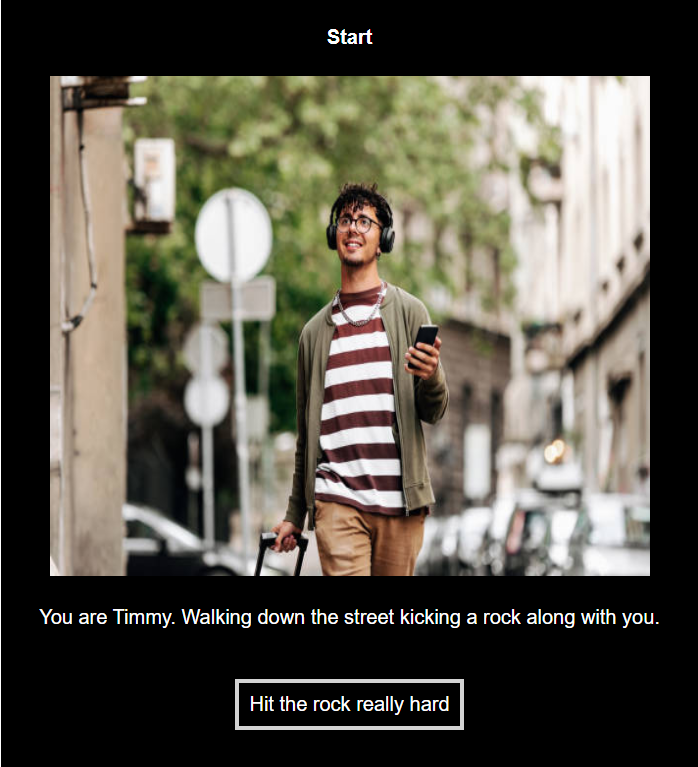 Start
You are Timmy. Walking down the street kicking a rock along with you.
Hit the rock really hard